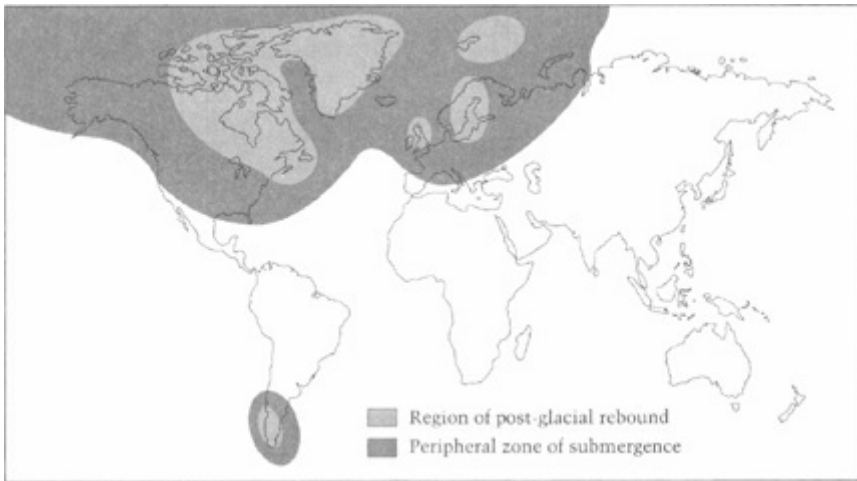 Region of post-glacial rebound
Peripheral zone of submergence